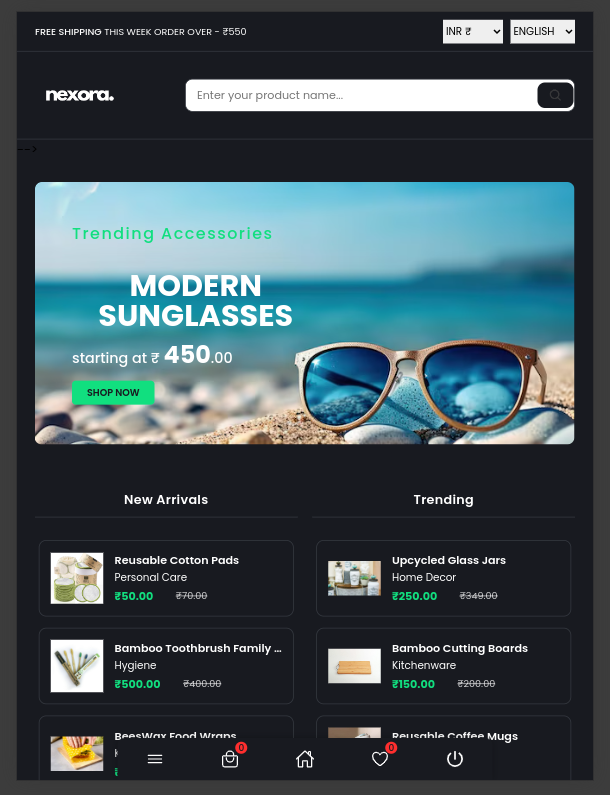 FREE SHIPPING THIS WEEK ORDER OVER - ₹550
INR ₹
ENGLISH
nexora.
Enter your product name...
-->
Trending Accessories
MODERN
SUNGLASSES
starting at ₹ 450.00
SHOP NOW
New Arrivals
Trending
Reusable Cotton Pads
Personal Care
₹50.00 ₹70.00
Upcycled Glass Jars
Home Decor
₹250.00 ₹349.00
Bamboo Toothbrush Family ...
Hygiene
₹500.00 ₹400.00
Bamboo Cutting Boards
Kitchenware
₹150.00 ₹200.00
BeesWax Food Wraps
Reusable Coffee Mugs
0
0